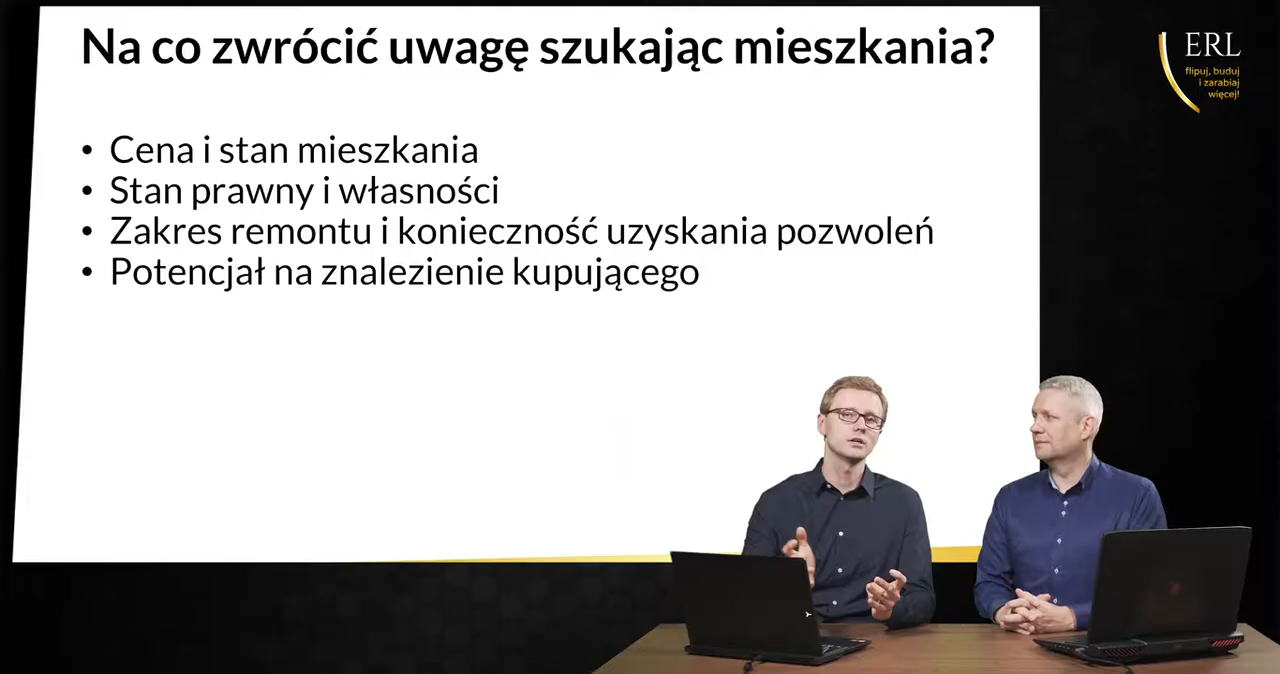 Na co zwrócić uwagę szukając mieszkania?
• Cena i stan mieszkania
• Stan prawny i własności
• Zakres remontu i konieczność uzyskania pozwoleń
• Potencjał na znalezienie kupującego
ERL
flipuj, buduj
i zarabiaj
więcej!